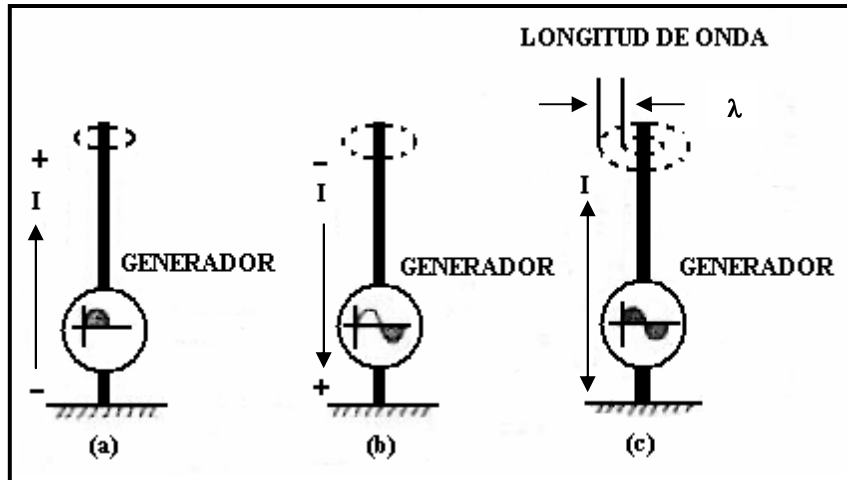 LONGITUD DE ONDA
λ
+
I
-
GENERADOR
(a)
-
I
+
GENERADOR
(b)
I
GENERADOR
(c)